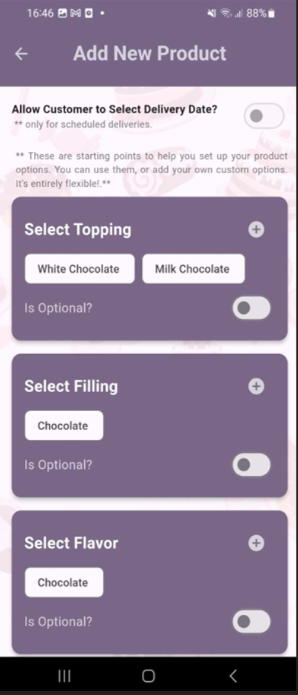 16:46 88%
Add New Product
Allow Customer to Select Delivery Date?
** only for scheduled deliveries.
** These are starting points to help you set up your product
options. You can use them, or add your own custom options.
It's entirely flexible!.**
Select Topping
White Chocolate Milk Chocolate
Is Optional?
Select Filling
Chocolate
Is Optional?
Select Flavor
Chocolate
Is Optional?